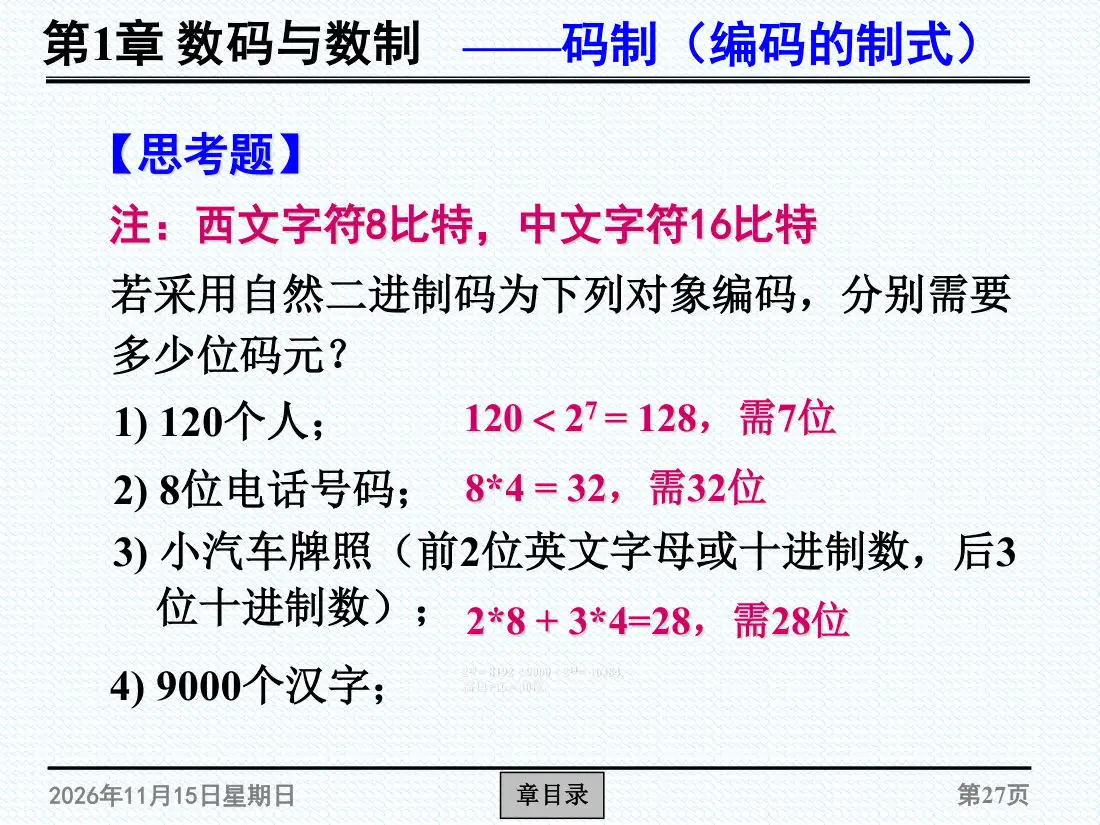 第1章 数码与数制 ——码制（编码的制式）
【思考题】
注：西文字符8比特，中文字符16比特
若采用自然二进制码为下列对象编码，分别需要
多少位码元？
1) 120个人； 120 < 2⁷ = 128，需7位
2) 8位电话号码； 8*4 = 32，需32位
3) 小汽车牌照（前2位英文字母或十进制数，后3
位十进制数）； 2*8 + 3*4=28，需28位
4) 9000个汉字；
2026年11月15日星期日 章目录 第27页